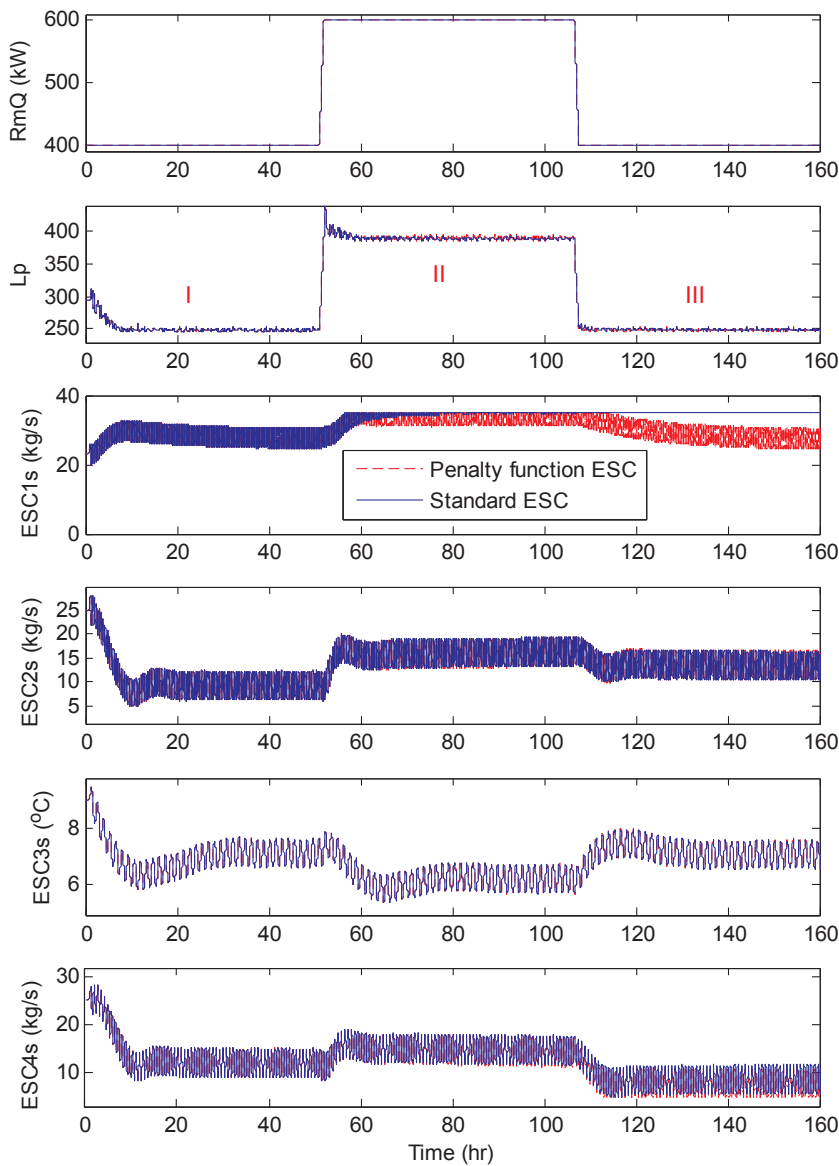 RmQ (kW)
600
500
400
0 20 40 60 80 100 120 140 160
Lp
400
350
300
250
I
II
III
0 20 40 60 80 100 120 140 160
ESC1s (kg/s)
40
20
0
Penalty function ESC
Standard ESC
0 20 40 60 80 100 120 140 160
ESC2s (kg/s)
25
20
15
10
5
0 20 40 60 80 100 120 140 160
ESC3s (°C)
8
6
0 20 40 60 80 100 120 140 160
ESC4s (kg/s)
30
20
10
0 20 40 60 80 100 120 140 160
Time (hr)